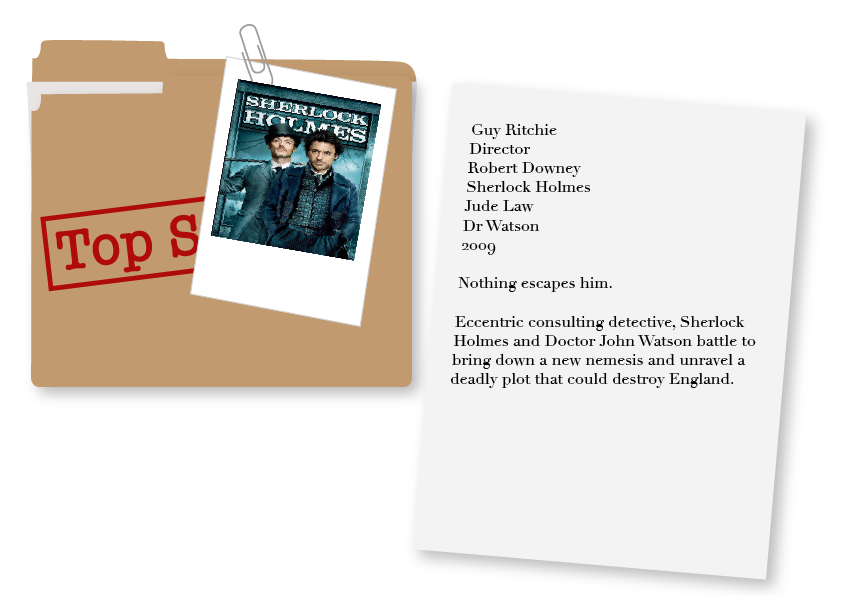 Top S
SHERLOCK
HOLMES
Guy Ritchie
Director
Robert Downey
Sherlock Holmes
Jude Law
Dr Watson
2009
Nothing escapes him.
Eccentric consulting detective, Sherlock
Holmes and Doctor John Watson battle to
bring down a new nemesis and unravel a
deadly plot that could destroy England.